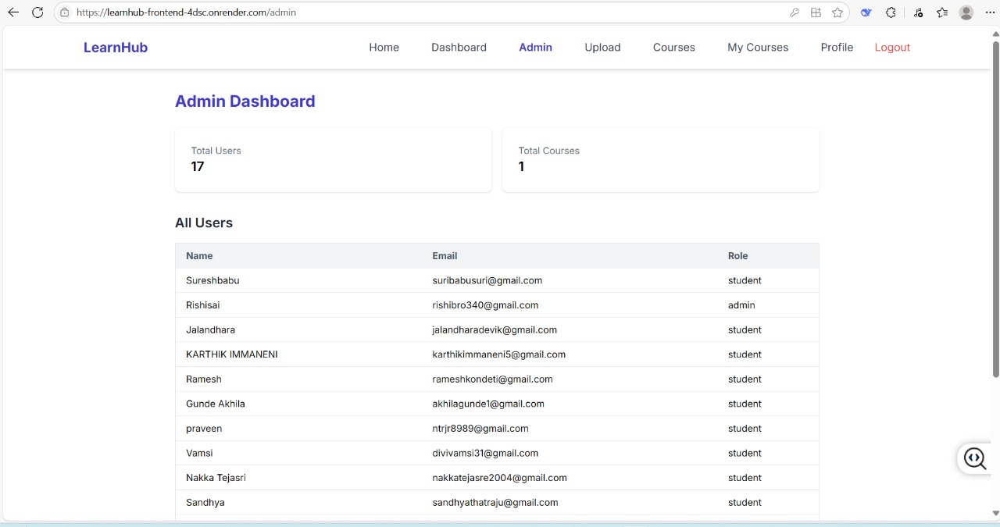 https://learnhub-frontend-4dsc.onrender.com/admin
LearnHub Home Dashboard Admin Upload Courses My Courses Profile Logout
Admin Dashboard
Total Users Total Courses
17 1
All Users
Name Email Role
Sureshbabu suribabusuri@gmail.com student
Rishisai rishibro340@gmail.com admin
Jalandhara jalandharadevik@gmail.com student
KARTHIK IMMANENI karthikimmaneni5@gmail.com student
Ramesh rameshkondeti@gmail.com student
Gunde Akhila akhilagunde1@gmail.com student
praveen ntrjr8989@gmail.com student
Vamsi divivamsi31@gmail.com student
Nakka Tejasri nakkatejasre2004@gmail.com student
Sandhya sandhyathatraju@gmail.com student